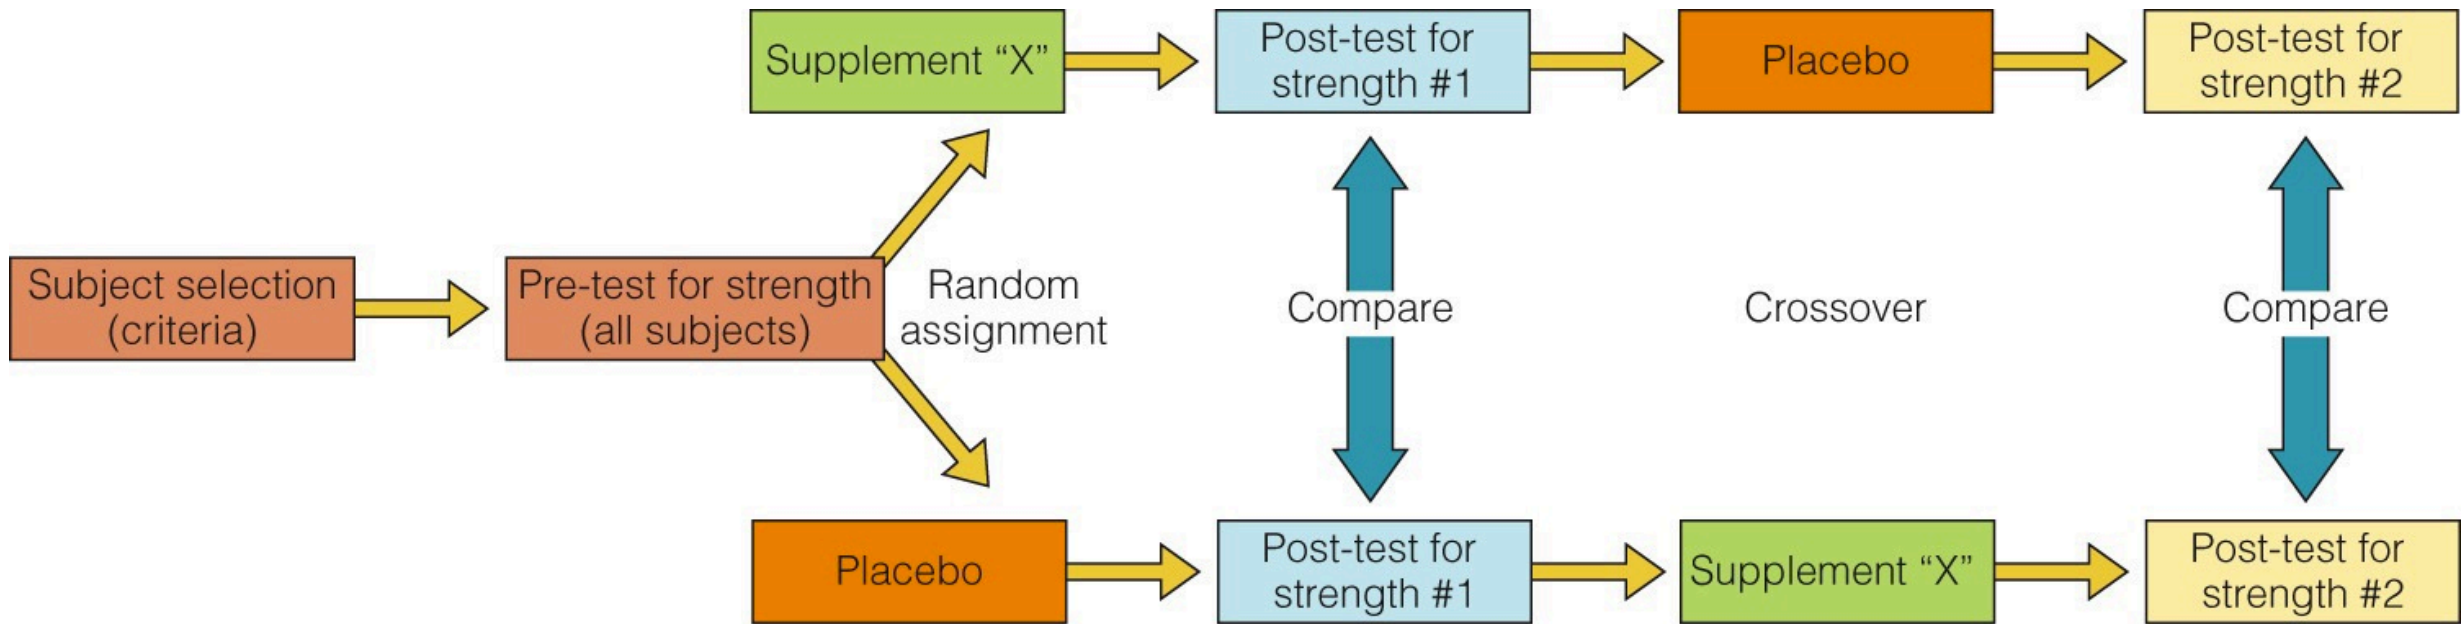 Supplement “X”
Post-test for
strength #1
Placebo
Post-test for
strength #2
Subject selection
(criteria)
Pre-test for strength
(all subjects)
Random
assignment
Compare
Crossover
Compare
Placebo
Post-test for
strength #1
Supplement “X”
Post-test for
strength #2